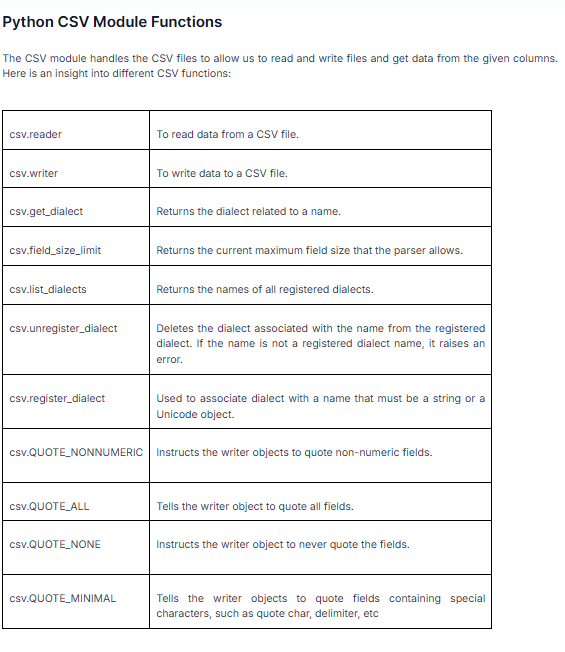 Python CSV Module Functions
The CSV module handles the CSV files to allow us to read and write files and get data from the given columns.
Here is an insight into different CSV functions:
csv.reader
To read data from a CSV file.
csv.writer
To write data to a CSV file.
csv.get_dialect
Returns the dialect related to a name.
csv.field_size_limit
Returns the current maximum field size that the parser allows.
csv.list_dialects
Returns the names of all registered dialects.
csv.unregister_dialect
Deletes the dialect associated with the name from the registered
dialect. If the name is not a registered dialect name, it raises an
error.
csv.register_dialect
Used to associate dialect with a name that must be a string or a
Unicode object.
csv.QUOTE_NONNUMERIC
Instructs the writer objects to quote non-numeric fields.
csv.QUOTE_ALL
Tells the writer object to quote all fields.
csv.QUOTE_NONE
Instructs the writer object to never quote the fields.
csv.QUOTE_MINIMAL
Tells the writer objects to quote fields containing special
characters, such as quote char, delimiter, etc